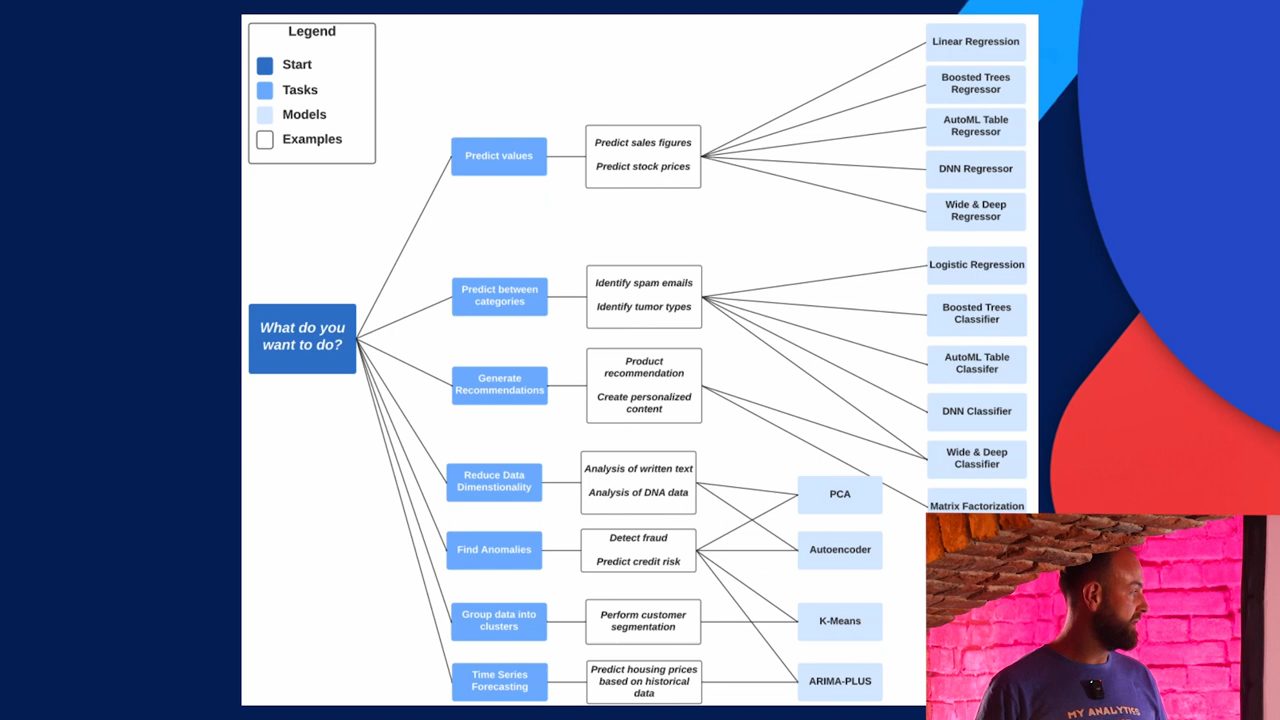 Legend
Start
Tasks
Models
Examples
What do you
want to do?
Predict values
Predict between
categories
Generate
Recommendations
Reduce Data
Dimenstionality
Find Anomalies
Group data into
clusters
Time Series
Forecasting
Predict sales figures
Predict stock prices
Identify spam emails
Identify tumor types
Product
recommendation
Create personalized
content
Analysis of written text
Analysis of DNA data
Detect fraud
Predict credit risk
Perform customer
segmentation
Predict housing prices
based on historical
data
PCA
Autoencoder
K-Means
ARIMA-PLUS
Linear Regression
Boosted Trees
Regressor
AutoML Table
Regressor
DNN Regressor
Wide & Deep
Regressor
Logistic Regression
Boosted Trees
Classifier
AutoML Table
Classifer
DNN Classifier
Wide & Deep
Classifier
Matrix Factorization
MY ANALYTICS